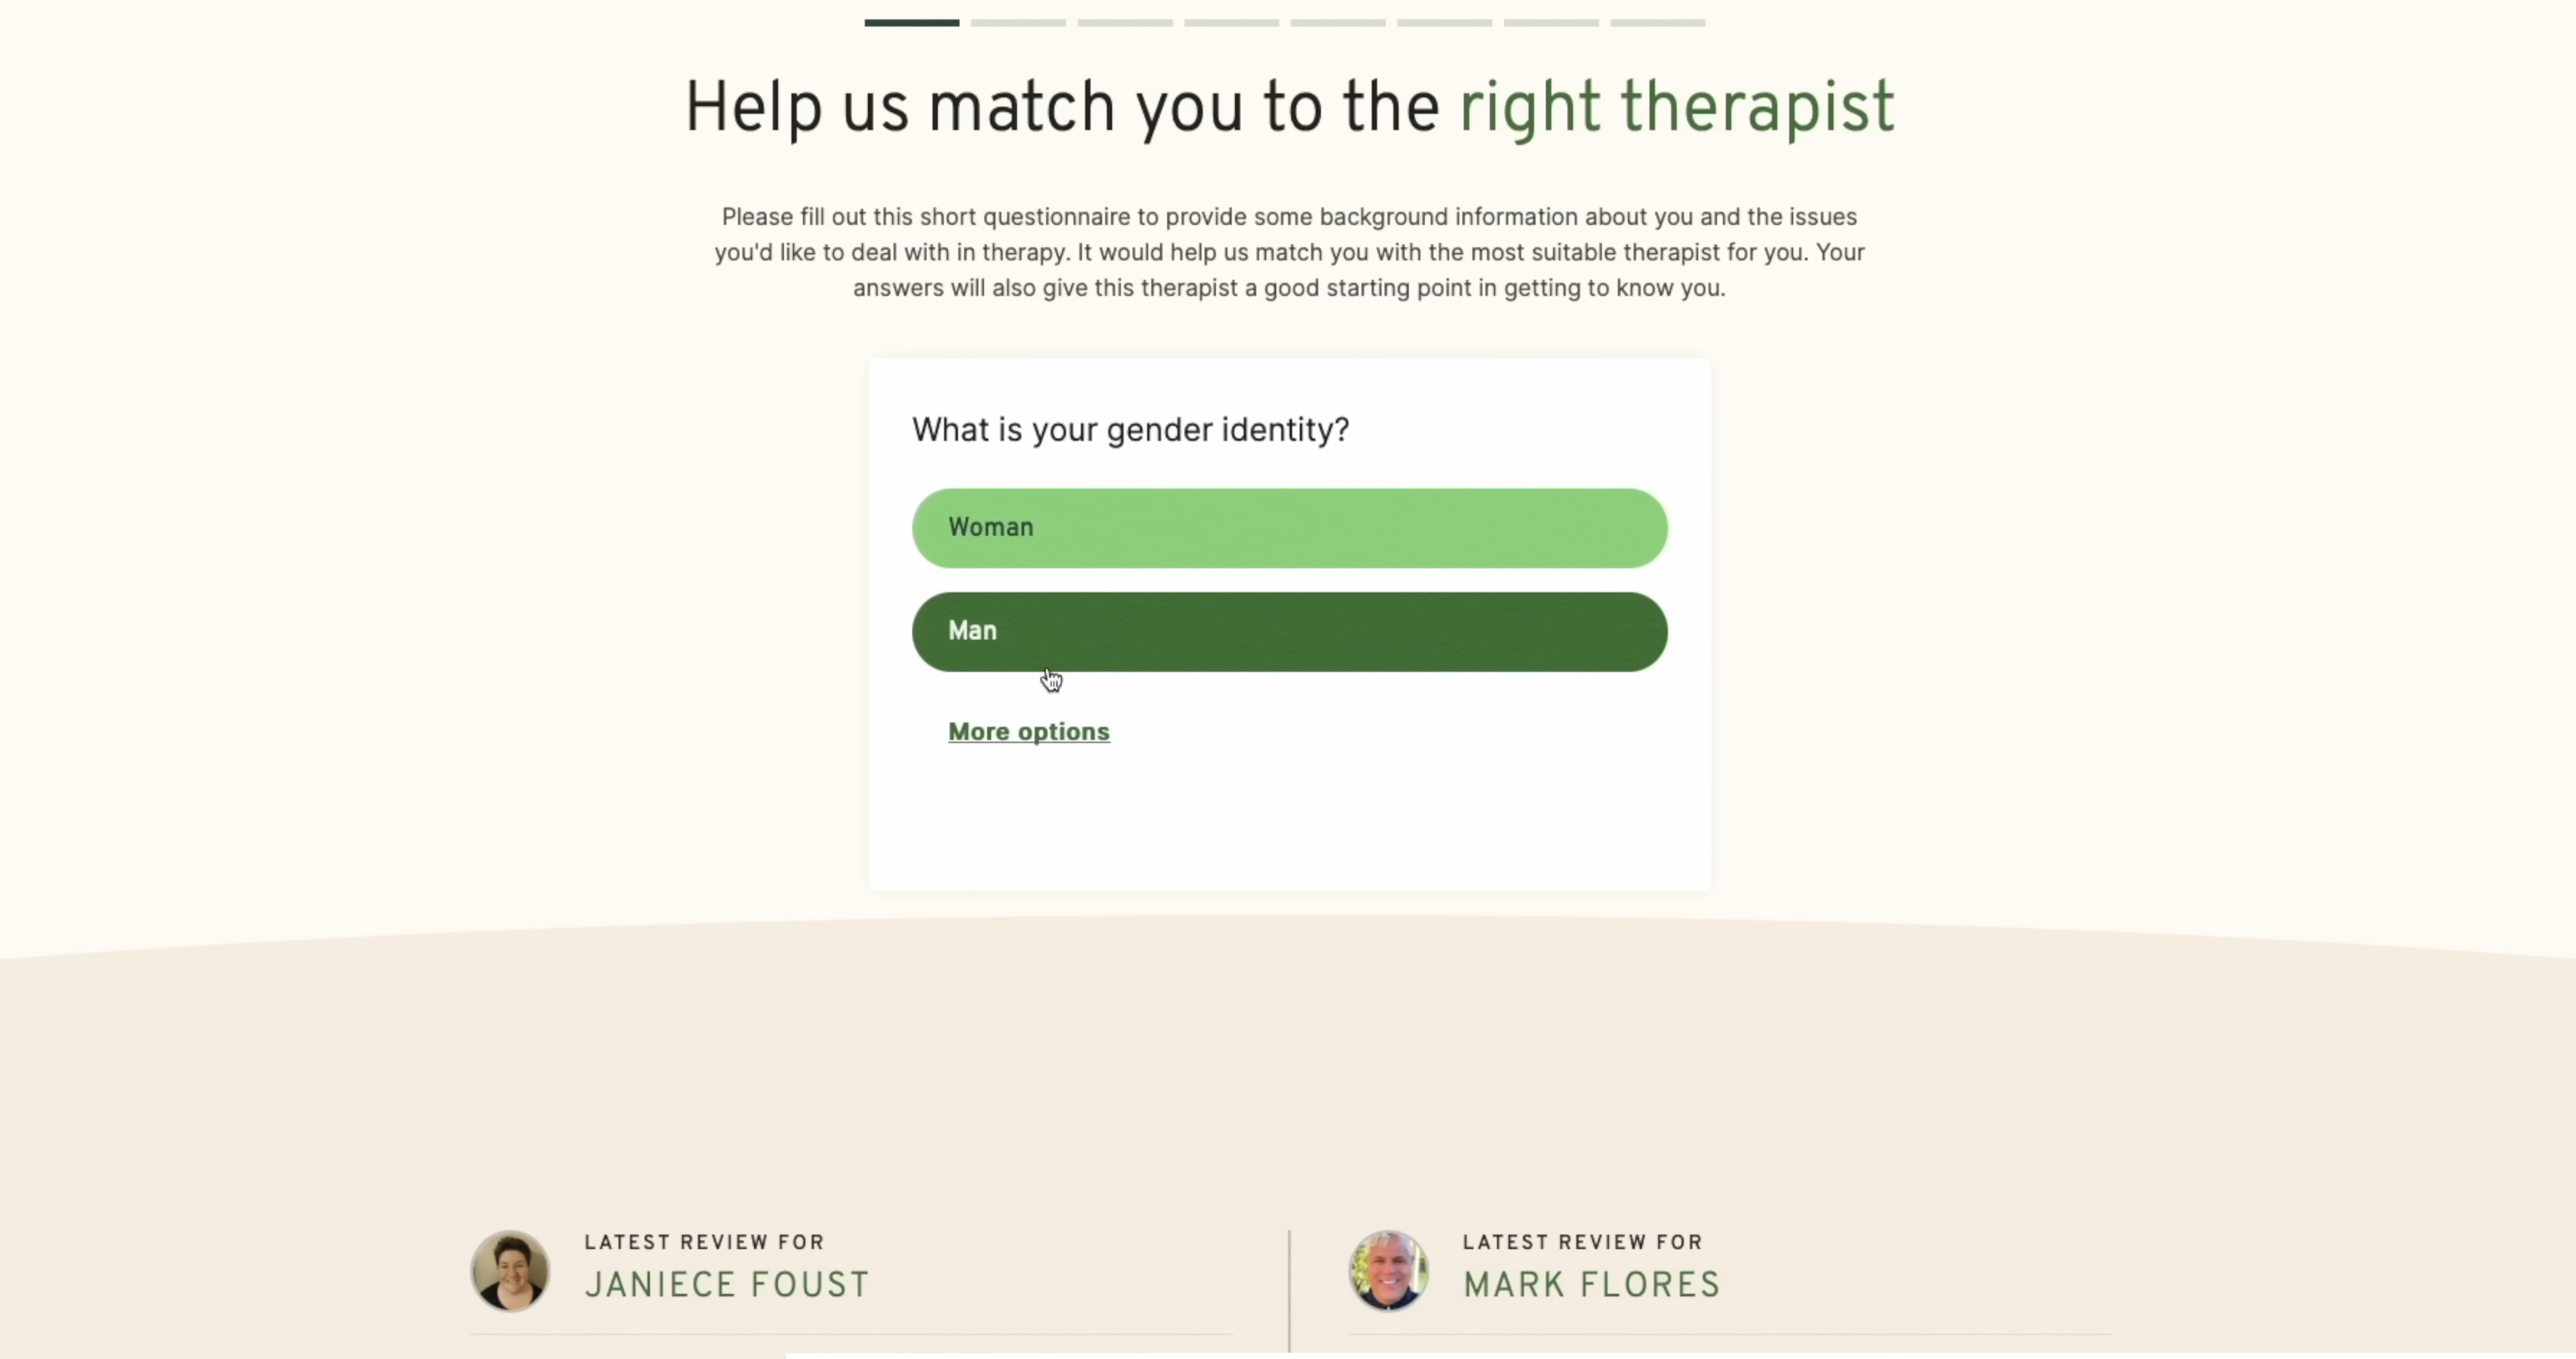 Help us match you to the right therapist
Please fill out this short questionnaire to provide some background information about you and the issues
you'd like to deal with in therapy. It would help us match you with the most suitable therapist for you. Your
answers will also give this therapist a good starting point in getting to know you.
What is your gender identity?
Woman
Man
More options
LATEST REVIEW FOR
JANIECE FOUST
LATEST REVIEW FOR
MARK FLORES